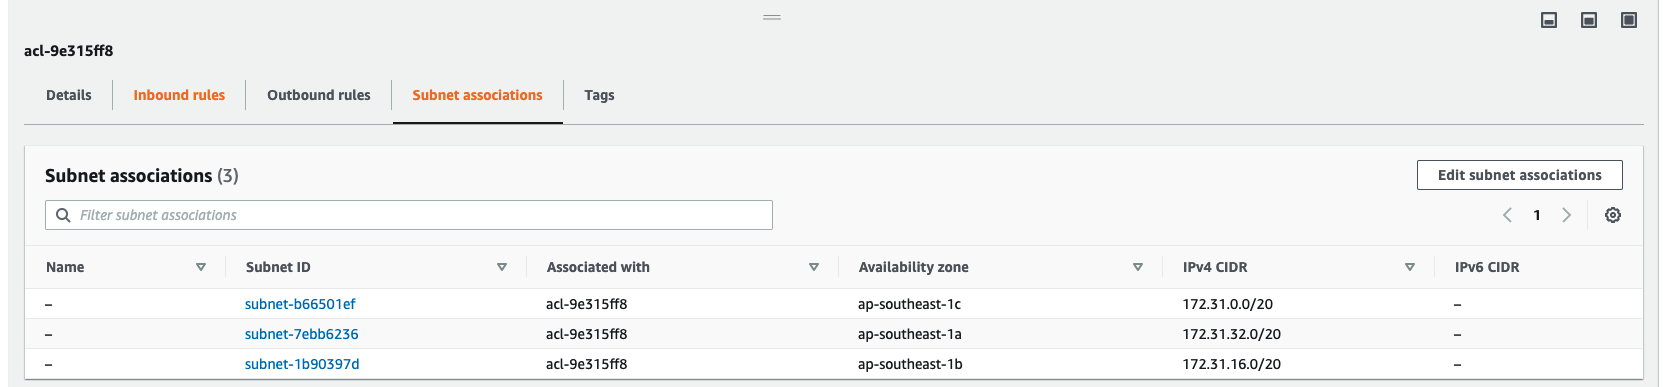 acl-9e315ff8
Details Inbound rules Outbound rules Subnet associations Tags
Subnet associations (3) Edit subnet associations
Filter subnet associations 1
Name Subnet ID Associated with Availability zone IPv4 CIDR IPv6 CIDR
– subnet-b66501ef acl-9e315ff8 ap-southeast-1c 172.31.0.0/20 –
– subnet-7ebb6236 acl-9e315ff8 ap-southeast-1a 172.31.32.0/20 –
– subnet-1b90397d acl-9e315ff8 ap-southeast-1b 172.31.16.0/20 –